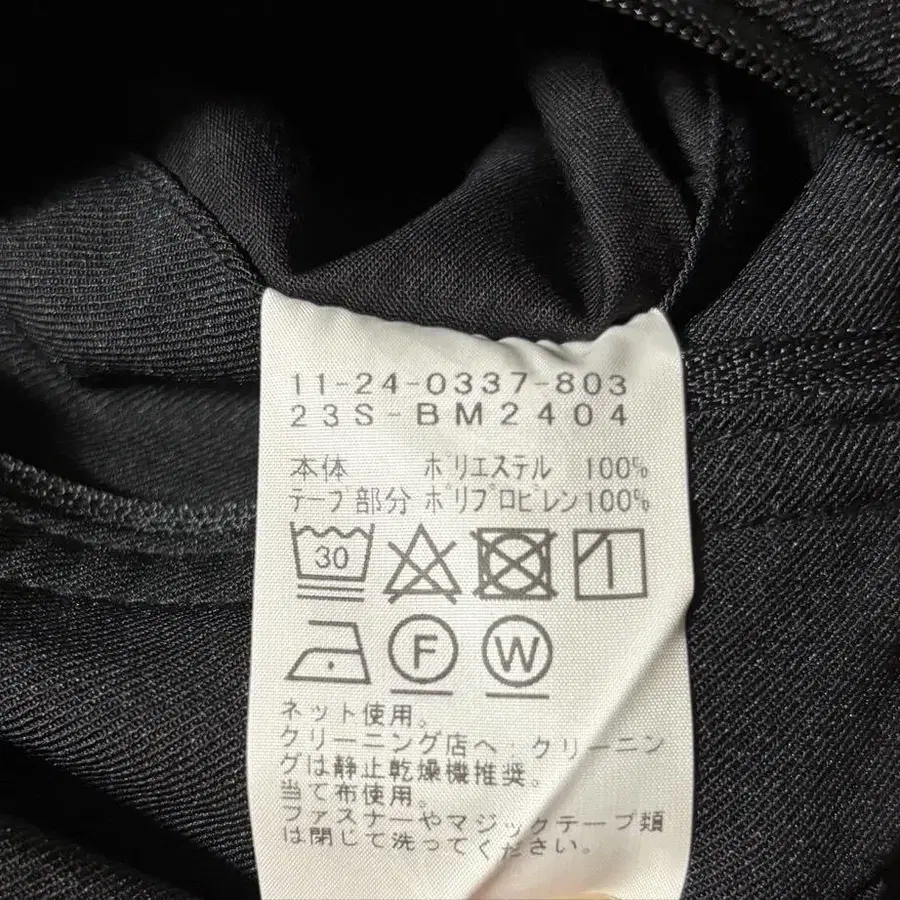 11-24-0337-803
23S-BM2404
本体 ポリエステル 100%
テープ部分 ポリプロピレン100%
30
F W
ネット使用。
クリーニング店へ・クリーニン
グは静止乾燥機推奨。
当て布使用。
ファスナーやマジックテープ類
は閉じて洗ってください。